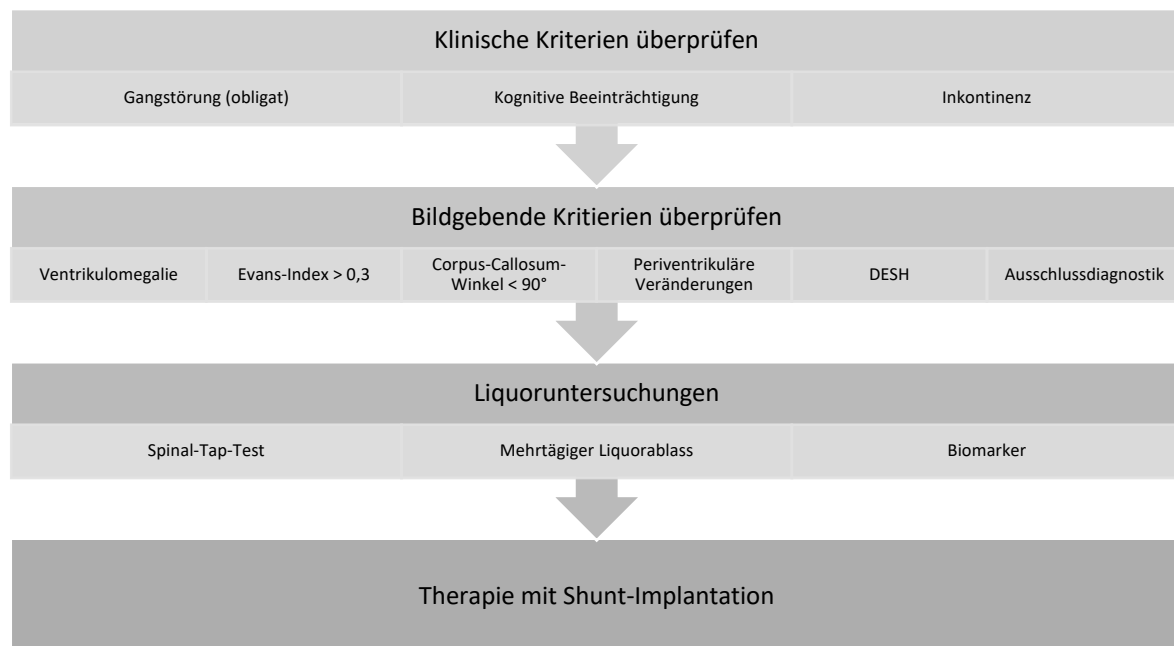 Klinische Kriterien überprüfen
Gangstörung (obligat)
Kognitive Beeinträchtigung
Inkontinenz
Bildgebende Kritierien überprüfen
Ventrikulomegalie
Evans-Index > 0,3
Corpus-Callosum-
Winkel < 90°
Periventrikuläre
Veränderungen
DESH
Ausschlussdiagnostik
Liquoruntersuchungen
Spinal-Tap-Test
Mehrtägiger Liquorablass
Biomarker
Therapie mit Shunt-Implantation